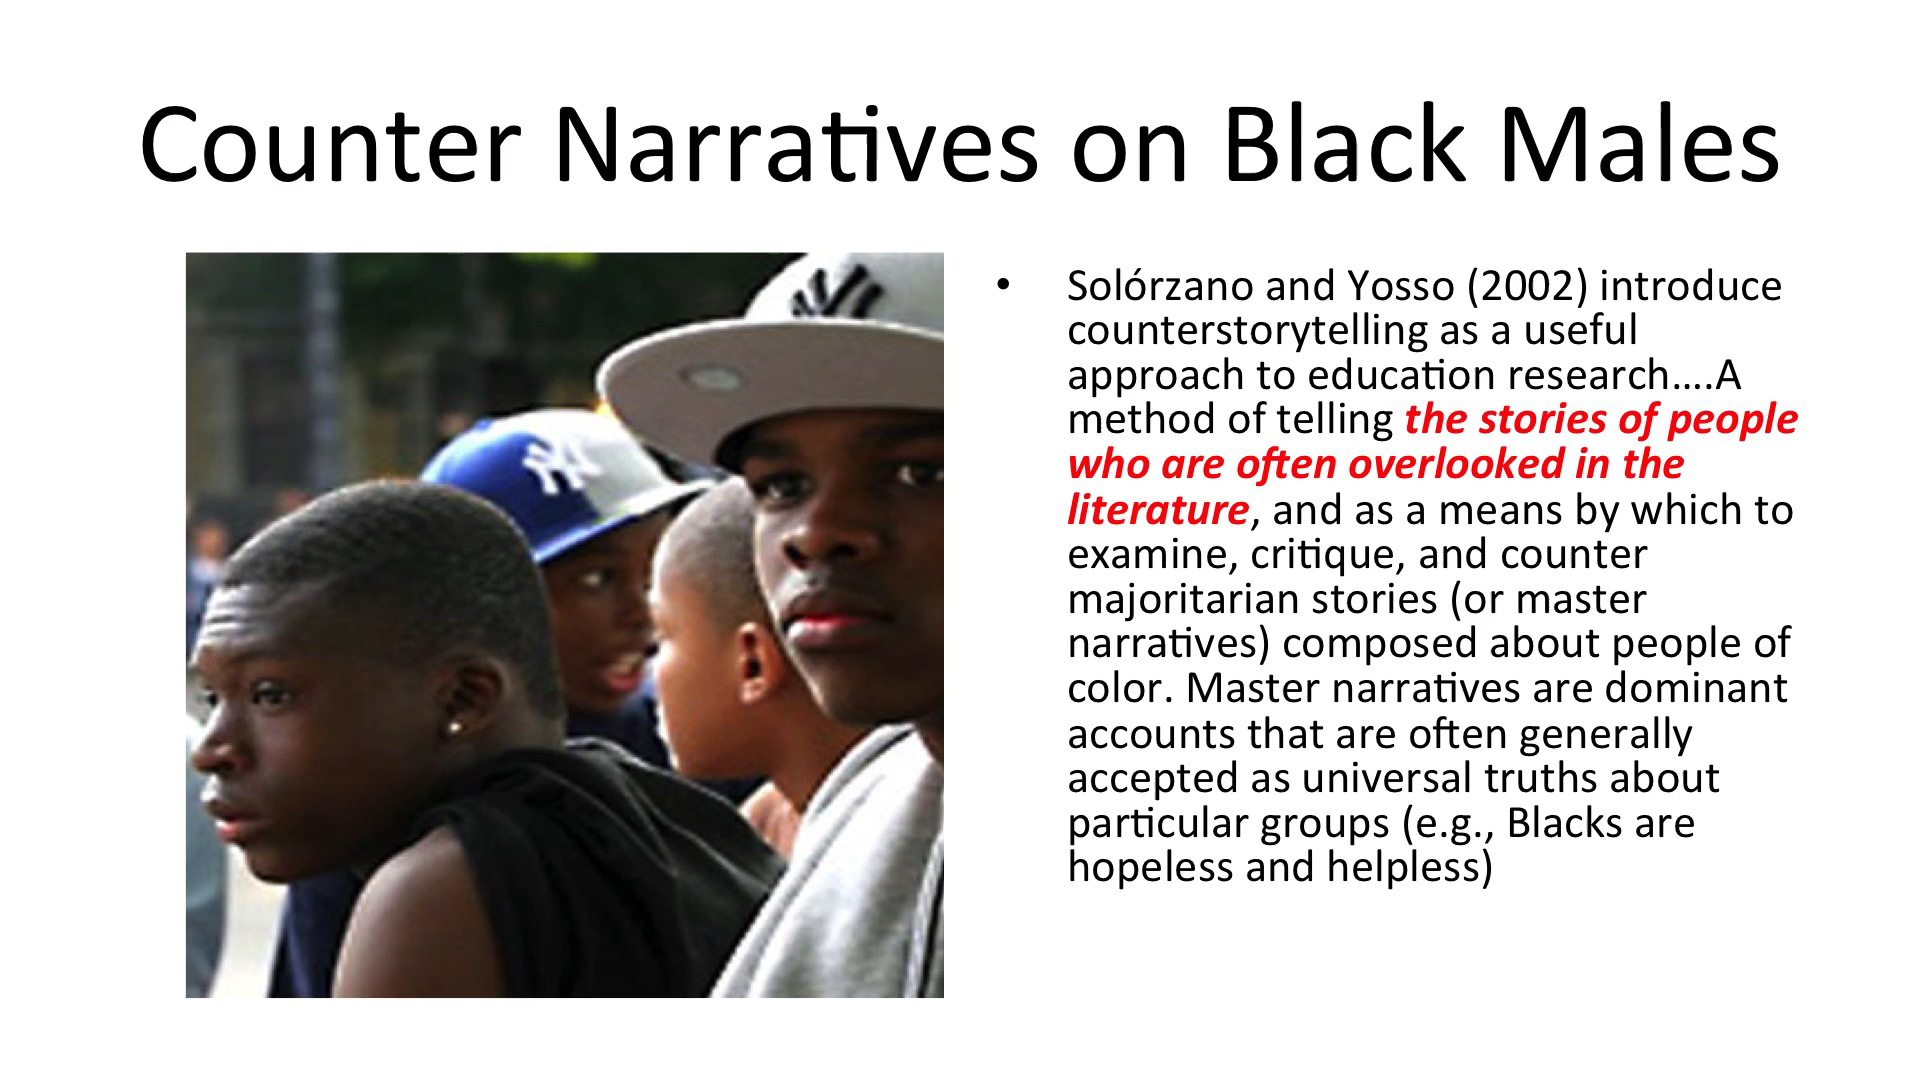 Counter Narratives on Black Males
• Solórzano and Yosso (2002) introduce
counterstorytelling as a useful
approach to education research….A
method of telling the stories of people
who are often overlooked in the
literature, and as a means by which to
examine, critique, and counter
majoritarian stories (or master
narratives) composed about people of
color. Master narratives are dominant
accounts that are often generally
accepted as universal truths about
particular groups (e.g., Blacks are
hopeless and helpless)
NY
NY